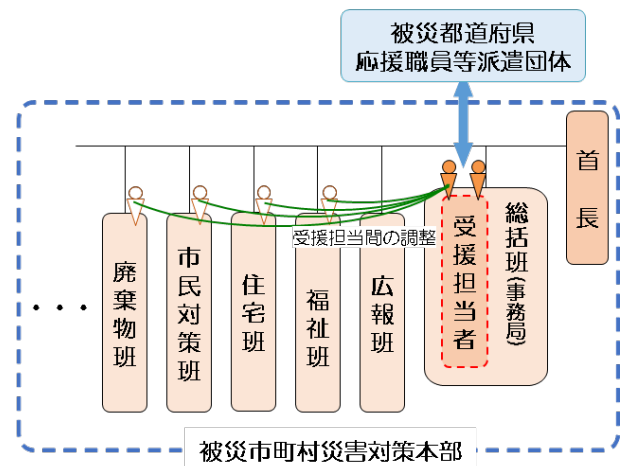 被災都道府県
応援職員等派遣団体
首長
総括班(事務局)
受援担当者
受援担当間の調整
広報班
福祉班
住宅班
市民対策班
廃棄物班
・・・
被災市町村災害対策本部